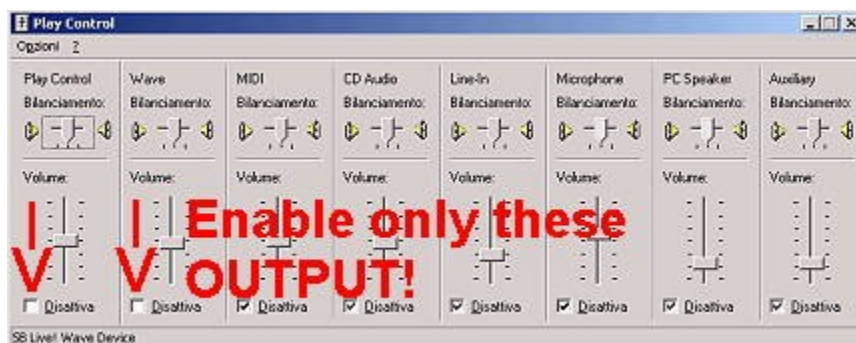 Play Control
Opzioni ?
Play Control Wave MIDI CD Audio Line-In Microphone PC Speaker Auxiliary
Bilanciamento: Bilanciamento: Bilanciamento: Bilanciamento: Bilanciamento: Bilanciamento: Bilanciamento: Bilanciamento:
Volume: Volume: Volume: Volume: Volume: Volume: Volume: Volume:
Enable only these
OUTPUT!
Disattiva Disattiva Disattiva Disattiva Disattiva Disattiva Disattiva Disattiva
SB Live! Wave Device